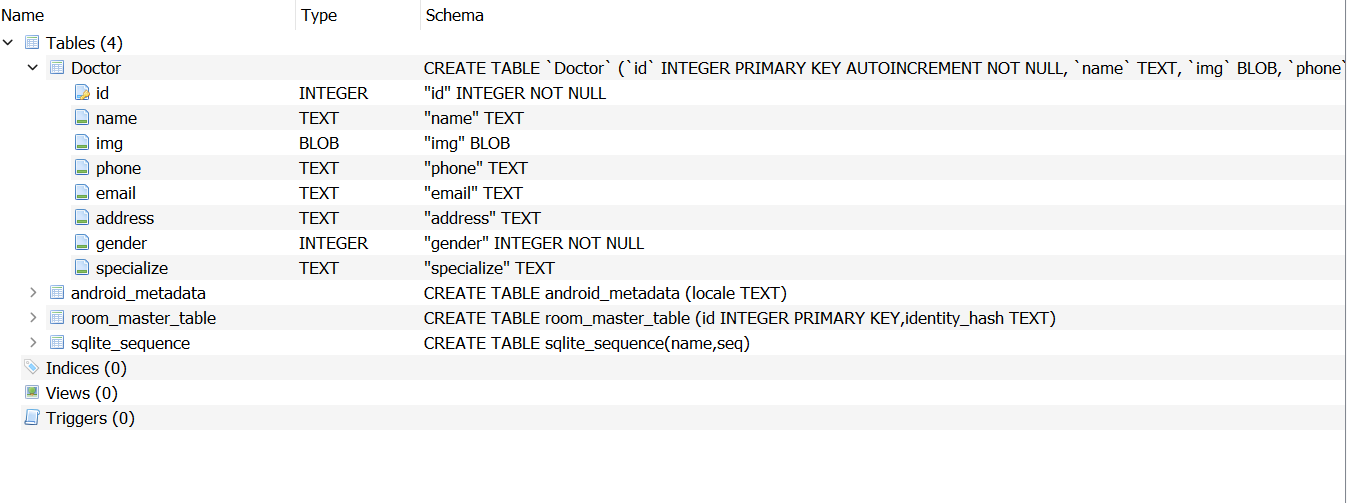 Name Type Schema
Tables (4)
Doctor CREATE TABLE `Doctor` (`id` INTEGER PRIMARY KEY AUTOINCREMENT NOT NULL, `name` TEXT, `img` BLOB, `phone`
id INTEGER "id" INTEGER NOT NULL
name TEXT "name" TEXT
img BLOB "img" BLOB
phone TEXT "phone" TEXT
email TEXT "email" TEXT
address TEXT "address" TEXT
gender INTEGER "gender" INTEGER NOT NULL
specialize TEXT "specialize" TEXT
android_metadata CREATE TABLE android_metadata (locale TEXT)
room_master_table CREATE TABLE room_master_table (id INTEGER PRIMARY KEY,identity_hash TEXT)
sqlite_sequence CREATE TABLE sqlite_sequence(name,seq)
Indices (0)
Views (0)
Triggers (0)